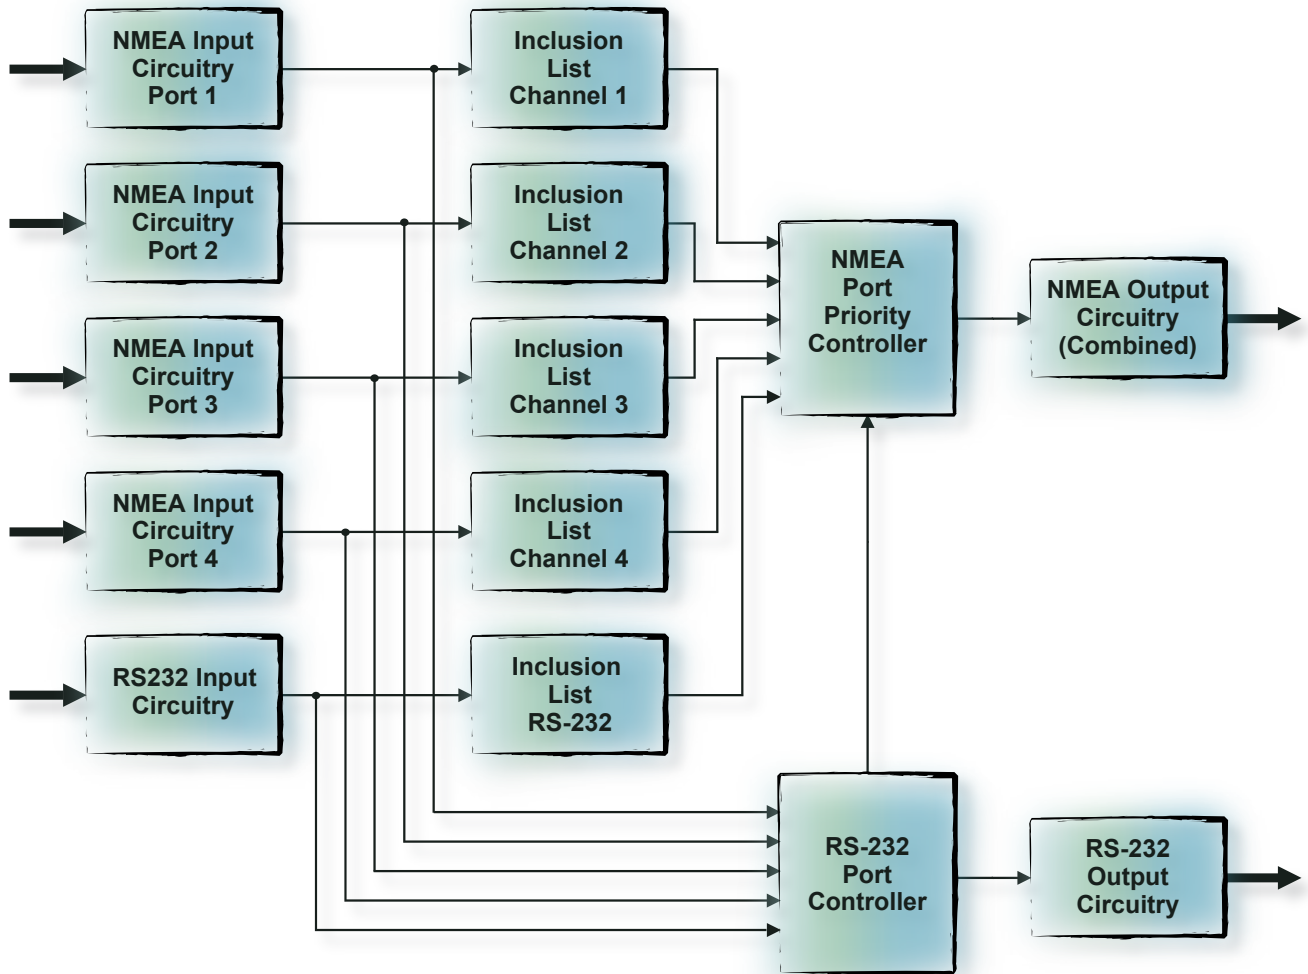 NMEA Input
Circuitry
Port 1
Inclusion
List
Channel 1
NMEA Input
Circuitry
Port 2
Inclusion
List
Channel 2
NMEA
Port
Priority
Controller
NMEA Output
Circuitry
(Combined)
NMEA Input
Circuitry
Port 3
Inclusion
List
Channel 3
NMEA Input
Circuitry
Port 4
Inclusion
List
Channel 4
RS232 Input
Circuitry
Inclusion
List
RS-232
RS-232
Port
Controller
RS-232
Output
Circuitry